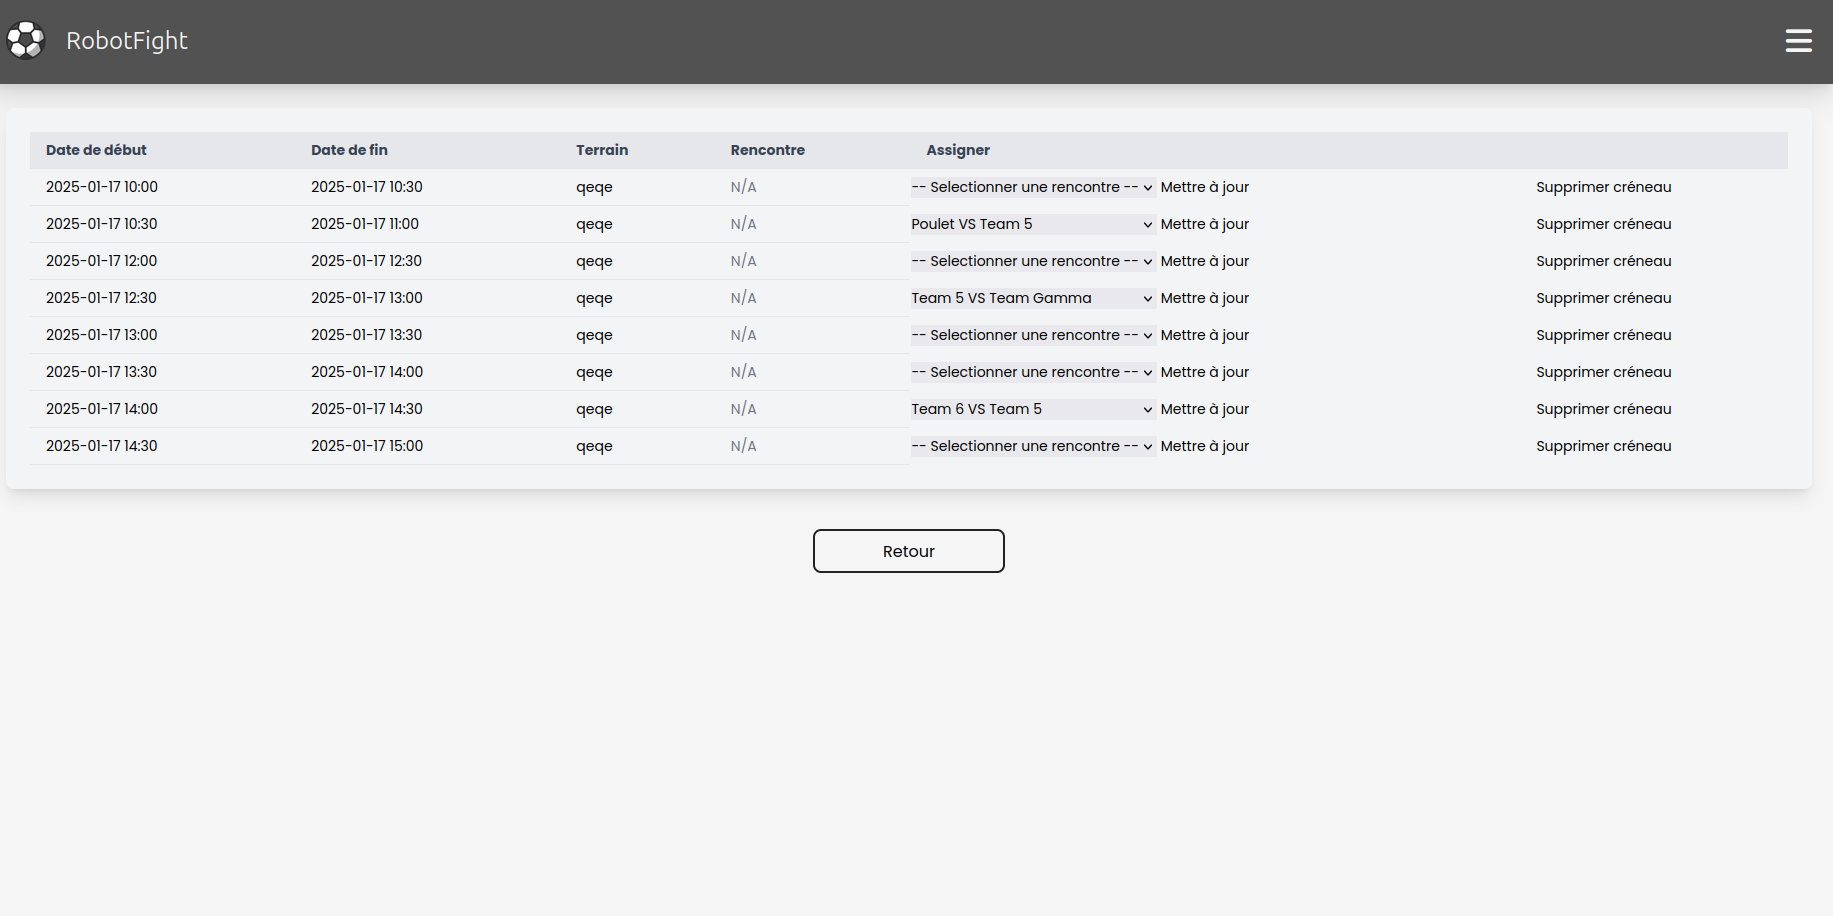 RobotFight
Date de début Date de fin Terrain Rencontre Assigner
2025-01-17 10:00 2025-01-17 10:30 qeqe N/A -- Selectionner une rencontre -- Mettre à jour Supprimer créneau
2025-01-17 10:30 2025-01-17 11:00 qeqe N/A Poulet VS Team 5 Mettre à jour Supprimer créneau
2025-01-17 12:00 2025-01-17 12:30 qeqe N/A -- Selectionner une rencontre -- Mettre à jour Supprimer créneau
2025-01-17 12:30 2025-01-17 13:00 qeqe N/A Team 5 VS Team Gamma Mettre à jour Supprimer créneau
2025-01-17 13:00 2025-01-17 13:30 qeqe N/A -- Selectionner une rencontre -- Mettre à jour Supprimer créneau
2025-01-17 13:30 2025-01-17 14:00 qeqe N/A -- Selectionner une rencontre -- Mettre à jour Supprimer créneau
2025-01-17 14:00 2025-01-17 14:30 qeqe N/A Team 6 VS Team 5 Mettre à jour Supprimer créneau
2025-01-17 14:30 2025-01-17 15:00 qeqe N/A -- Selectionner une rencontre -- Mettre à jour Supprimer créneau
Retour